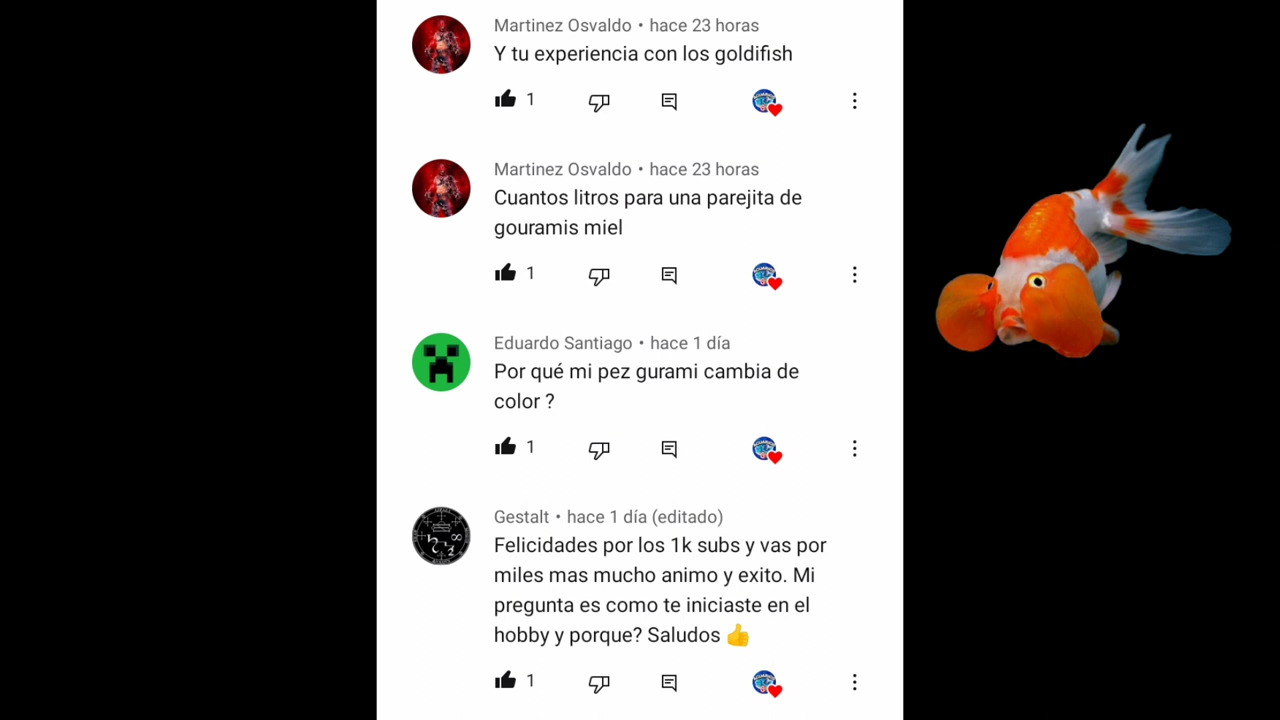 Martinez Osvaldo • hace 23 horas
Y tu experiencia con los goldifish
1
Martinez Osvaldo • hace 23 horas
Cuantos litros para una parejita de
gouramis miel
1
Eduardo Santiago • hace 1 día
Por qué mi pez gurami cambia de
color ?
1
Gestalt • hace 1 día (editado)
Felicidades por los 1k subs y vas por
miles mas mucho animo y exito. Mi
pregunta es como te iniciaste en el
hobby y porque? Saludos 👍
1